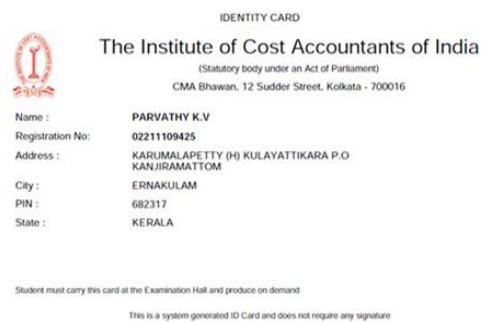 IDENTITY CARD
The Institute of Cost Accountants of India
(Statutory body under an Act of Parliament)
CMA Bhawan, 12 Sudder Street, Kolkata - 700016
Name : PARVATHY K.V
Registration No: 02211109425
Address : KARUMALAPETTY (H) KULAYATTIKARA P.O
KANJIRAMATTOM
City : ERNAKULAM
PIN : 682317
State : KERALA
Student must carry this card at the Examination Hall and produce on demand
This is a system generated ID Card and does not require any signature